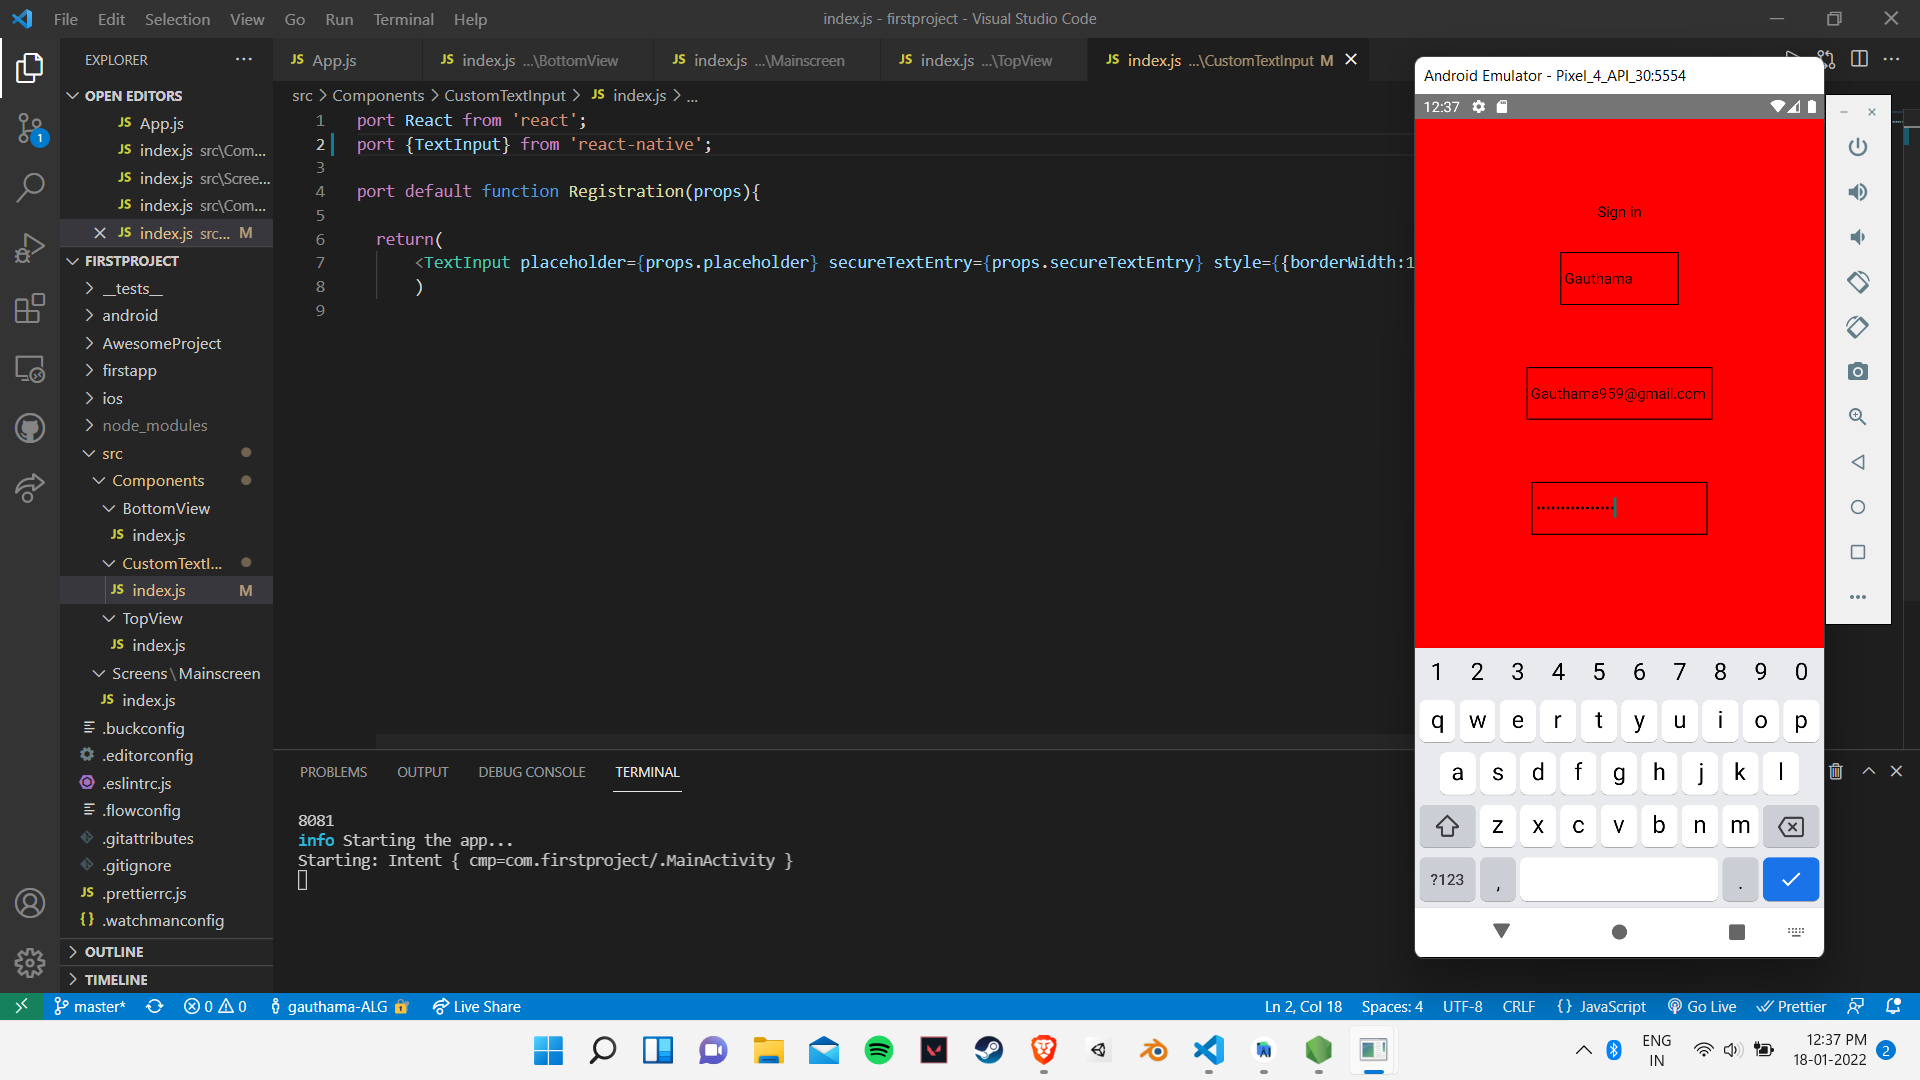 File Edit Selection View Go Run Terminal Help
index.js - firstproject - Visual Studio Code
EXPLORER
OPEN EDITORS
JS App.js
JS index.js src\Com...
JS index.js src\Scree...
JS index.js src\Com...
JS index.js src... M
FIRSTPROJECT
__tests__
android
AwesomeProject
firstapp
ios
node_modules
src
Components
BottomView
JS index.js
CustomTextI...
JS index.js M
TopView
JS index.js
Screens\Mainscreen
JS index.js
.buckconfig
.editorconfig
.eslintrc.js
.flowconfig
.gitattributes
.gitignore
JS .prettierrc.js
{} .watchmanconfig
OUTLINE
TIMELINE
JS App.js JS index.js ...\BottomView JS index.js ...\Mainscreen JS index.js ...\TopView JS index.js ...\CustomTextInput M
src > Components > CustomTextInput > JS index.js > ...
1 port React from 'react';
2 port {TextInput} from 'react-native';
3
4 port default function Registration(props){
5
6 return(
7 <TextInput placeholder={props.placeholder} secureTextEntry={props.secureTextEntry} style={{borderWidth:1
8 )
9
PROBLEMS OUTPUT DEBUG CONSOLE TERMINAL
8081
info Starting the app...
Starting: Intent { cmp=com.firstproject/.MainActivity }
Android Emulator - Pixel_4_API_30:5554
12:37
Sign in
Gauthama
Gauthama959@gmail.com
••••••••••••••••
1 2 3 4 5 6 7 8 9 0
q w e r t y u i o p
a s d f g h j k l
z x c v b n m
?123 , .
1
master* 0 0 gauthama-ALG Live Share
Ln 2, Col 18 Spaces: 4 UTF-8 CRLF {} JavaScript Go Live Prettier
ENG
IN
12:37 PM
18-01-2022
2